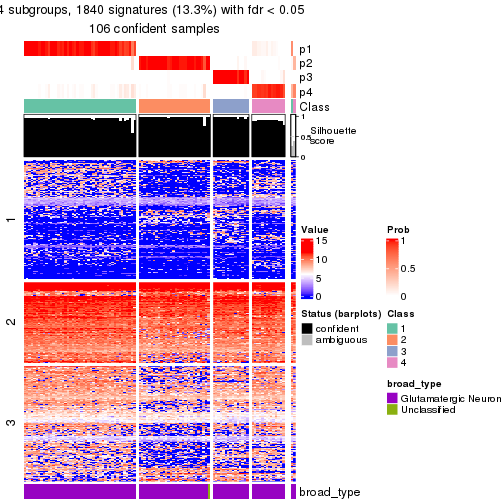 4 subgroups, 1840 signatures (13.3%) with fdr < 0.05
106 confident samples
p1
p2
p3
p4
Class
1
0.5
0
Silhouette
score
1
2
3
broad_type
Value
15
10
5
0
Prob
1
0.5
0
Status (barplots)
confident
ambiguous
Class
1
2
3
4
broad_type
Glutamatergic Neuron
Unclassified